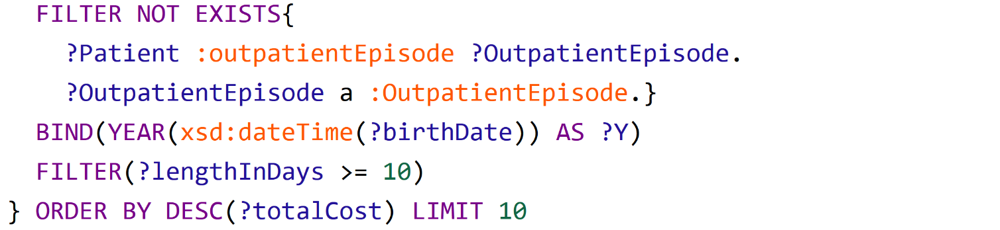 FILTER NOT EXISTS{
?Patient :outpatientEpisode ?OutpatientEpisode.
?OutpatientEpisode a :OutpatientEpisode.}
BIND(YEAR(xsd:dateTime(?birthDate)) AS ?Y)
FILTER(?lengthInDays >= 10)
} ORDER BY DESC(?totalCost) LIMIT 10